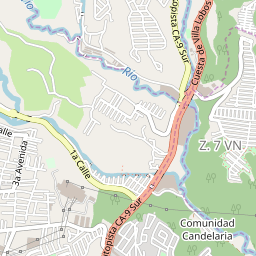 Autopista CA-9 Sur
Cuesta de Villa Lobos
Río
Z. 7 VN
Calle
3a Avenida
1a Calle
Autopista CA-9 Sur
Comunidad
Candelaria